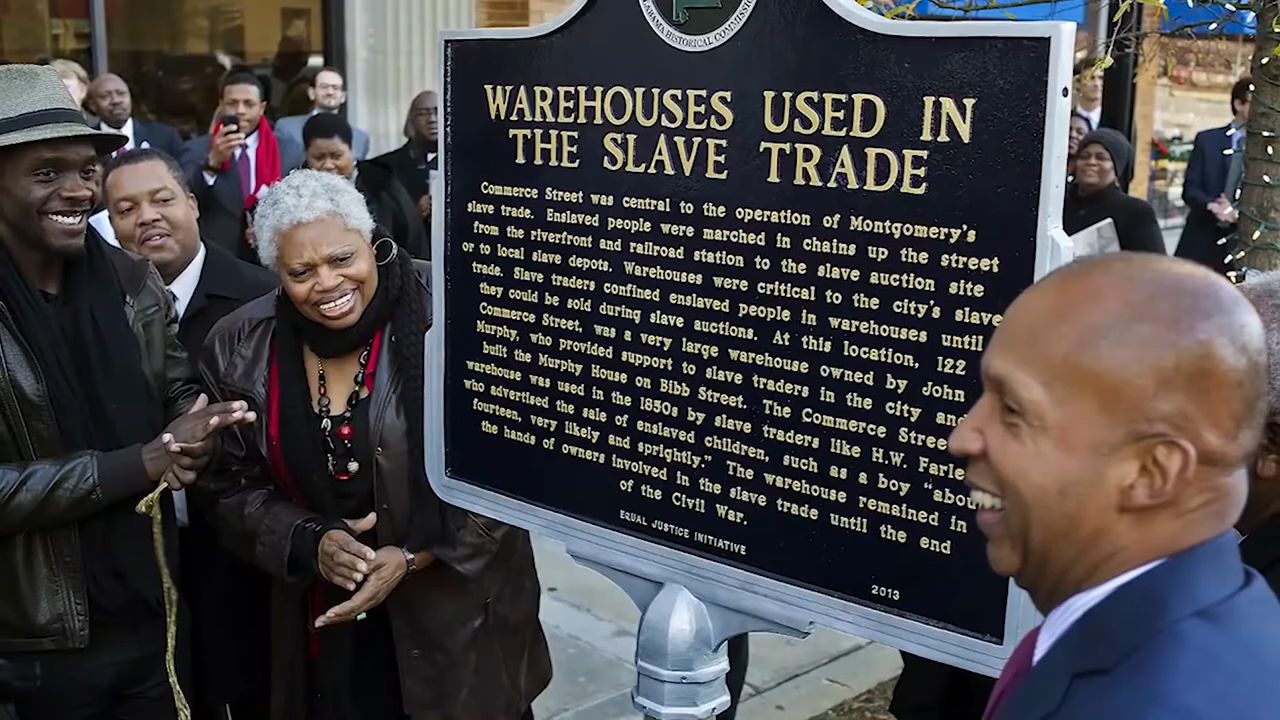 ALABAMA HISTORICAL COMMISSION
WAREHOUSES USED IN
THE SLAVE TRADE
Commerce Street was central to the operation of Montgomery's
slave trade. Enslaved people were marched in chains up the street
from the riverfront and railroad station to the slave auction site
or to local slave depots. Warehouses were critical to the city's slave
trade. Slave traders confined enslaved people in warehouses until
they could be sold during slave auctions. At this location, 122
Commerce Street, was a very large warehouse owned by John
Murphy, who provided support to slave traders in the city and
built the Murphy House on Bibb Street. The Commerce Street
warehouse was used in the 1850s by slave traders like H.W. Farle
who advertised the sale of enslaved children, such as a boy "abou
fourteen, very likely and sprightly." The warehouse remained in
the hands of owners involved in the slave trade until the end
of the Civil War.
EQUAL JUSTICE INITIATIVE
2013